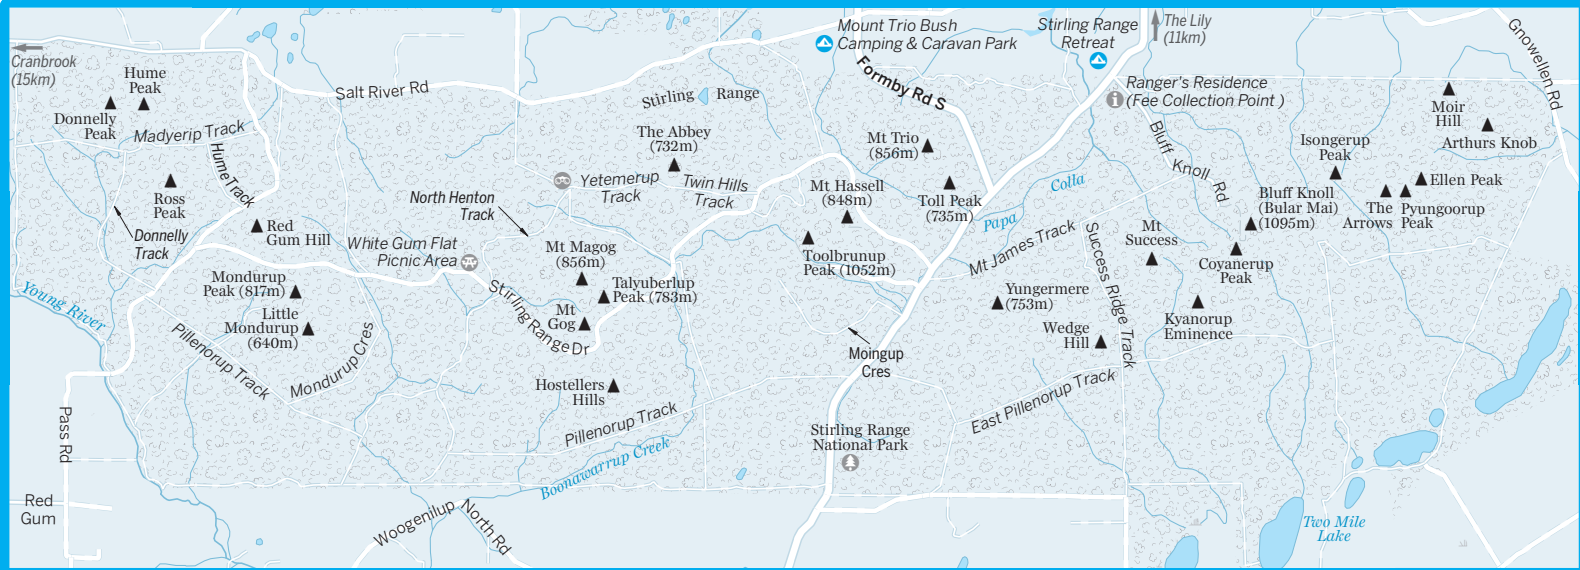 Cranbrook
(15km)
Hume
Peak
Donnelly
Peak
Madyerip Track
Hume Track
Ross
Peak
Donnelly
Track
Red
Gum Hill
Salt River Rd
Mount Trio Bush
Camping & Caravan Park
Stirling Range
Retreat
The Lily
(11km)
Gnowellen Rd
Formby Rd S
Ranger's Residence
(Fee Collection Point )
Stirling Range
The Abbey
(732m)
Yetemerup
Track
Twin Hills
Track
North Henton
Track
White Gum Flat
Picnic Area
Mt Magog
(856m)
Talyuberlup
Peak (783m)
Mt
Gog
Stirling Range Dr
Hostellers
Hills
Mondurup
Peak (817m)
Little
Mondurup
(640m)
Young River
Pillenorup Track
Mondurup Cres
Pass Rd
Red
Gum
Mt Trio
(856m)
Mt Hassell
(848m)
Toll Peak
(735m)
Toolbrunup
Peak (1052m)
Papa Colla
Mt James Track
Moingup
Cres
Yungermere
(753m)
Wedge
Hill
Success Ridge Track
Mt
Success
Bluff Knoll Rd
Bluff Knoll
(Bular Mai)
(1095m)
Coyanerup
Peak
Kyanorup
Eminence
Isongerup
Peak
Moir
Hill
Arthurs Knob
Ellen Peak
The
Arrows
Pyungoorup
Peak
East Pillenorup Track
Pillenorup Track
Boonawarrup Creek
Stirling Range
National Park
Woogenilup North Rd
Two Mile
Lake